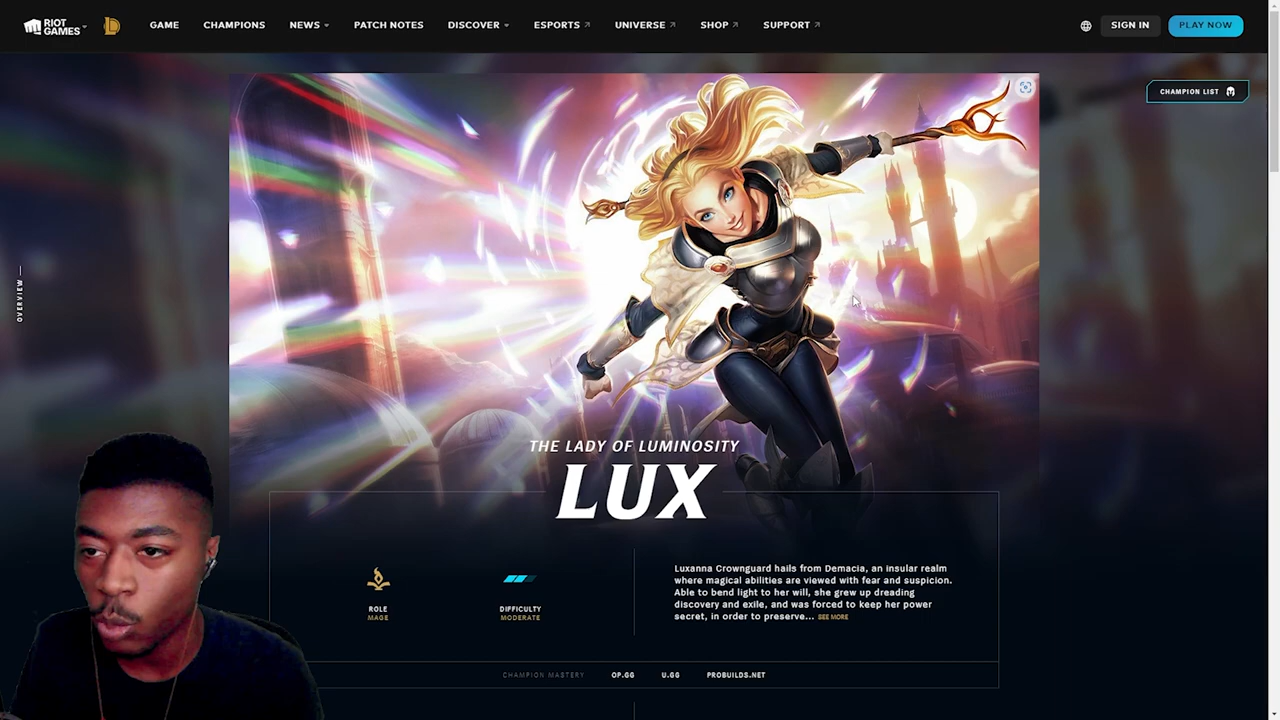 RIOT GAMES
GAME
CHAMPIONS
NEWS
PATCH NOTES
DISCOVER
ESPORTS
UNIVERSE
SHOP
SUPPORT
SIGN IN
PLAY NOW
CHAMPION LIST
OVERVIEW
THE LADY OF LUMINOSITY
LUX
ROLE
MAGE
DIFFICULTY
MODERATE
Luxanna Crownguard hails from Demacia, an insular realm
where magical abilities are viewed with fear and suspicion.
Able to bend light to her will, she grew up dreading
discovery and exile, and was forced to keep her power
secret, in order to preserve... SEE MORE
CHAMPION MASTERY
OP.GG
U.GG
PROBUILDS.NET